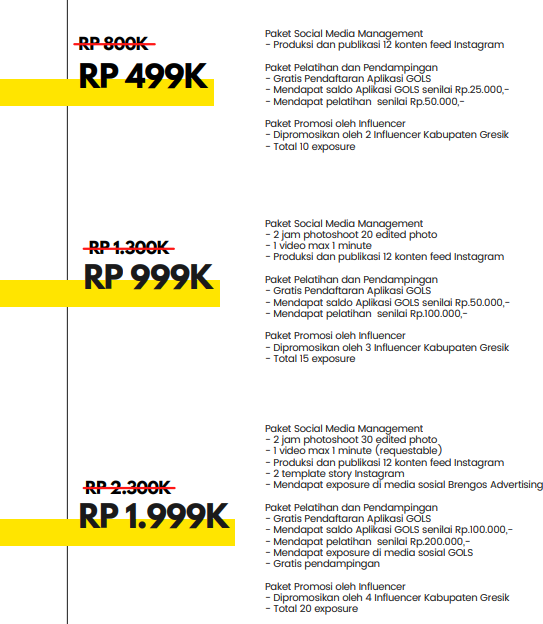 RP 800K
RP 499K
Paket Social Media Management
- Produksi dan publikasi 12 konten feed Instagram
Paket Pelatihan dan Pendampingan
- Gratis Pendaftaran Aplikasi GOLS
- Mendapat saldo Aplikasi GOLS senilai Rp.25.000,-
- Mendapat pelatihan senilai Rp.50.000,-
Paket Promosi oleh Influencer
- Dipromosikan oleh 2 Influencer Kabupaten Gresik
- Total 10 exposure
RP 1.300K
RP 999K
Paket Social Media Management
- 2 jam photoshoot 20 edited photo
- 1 video max 1 minute
- Produksi dan publikasi 12 konten feed Instagram
Paket Pelatihan dan Pendampingan
- Gratis Pendaftaran Aplikasi GOLS
- Mendapat saldo Aplikasi GOLS senilai Rp.50.000,-
- Mendapat pelatihan senilai Rp.100.000,-
Paket Promosi oleh Influencer
- Dipromosikan oleh 3 Influencer Kabupaten Gresik
- Total 15 exposure
RP 2.300K
RP 1.999K
Paket Social Media Management
- 2 jam photoshoot 30 edited photo
- 1 video max 1 minute (requestable)
- Produksi dan publikasi 12 konten feed Instagram
- 2 template story Instagram
- Mendapat exposure di media sosial Brengos Advertising
Paket Pelatihan dan Pendampingan
- Gratis Pendaftaran Aplikasi GOLS
- Mendapat saldo Aplikasi GOLS senilai Rp.100.000,-
- Mendapat pelatihan senilai Rp.200.000,-
- Mendapat exposure di media sosial GOLS
- Gratis pendampingan
Paket Promosi oleh Influencer
- Dipromosikan oleh 4 Influencer Kabupaten Gresik
- Total 20 exposure